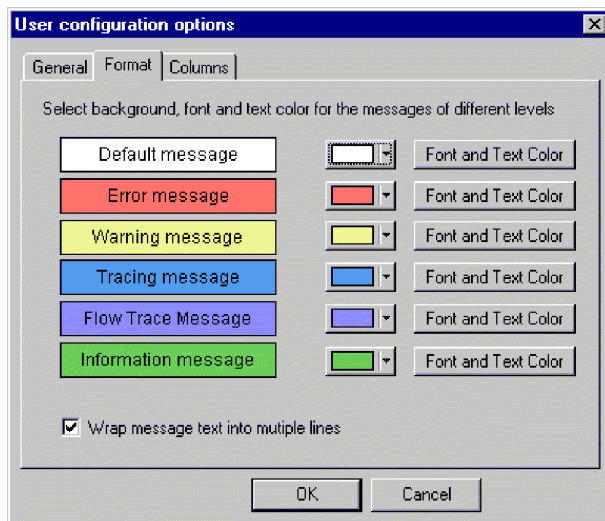 User configuration options
General Format Columns
Select background, font and text color for the messages of different levels
Default message Font and Text Color
Error message Font and Text Color
Warning message Font and Text Color
Tracing message Font and Text Color
Flow Trace Message Font and Text Color
Information message Font and Text Color
Wrap message text into mutiple lines
OK Cancel